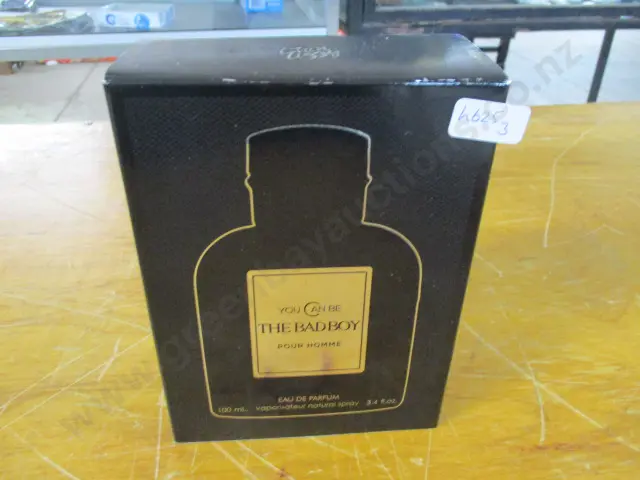 4625
3
YOU CAN BE
THE BAD BOY
POUR HOMME
EAU DE PARFUM
100 mL. vaporisateur natural spray 3.4 fl.oz.